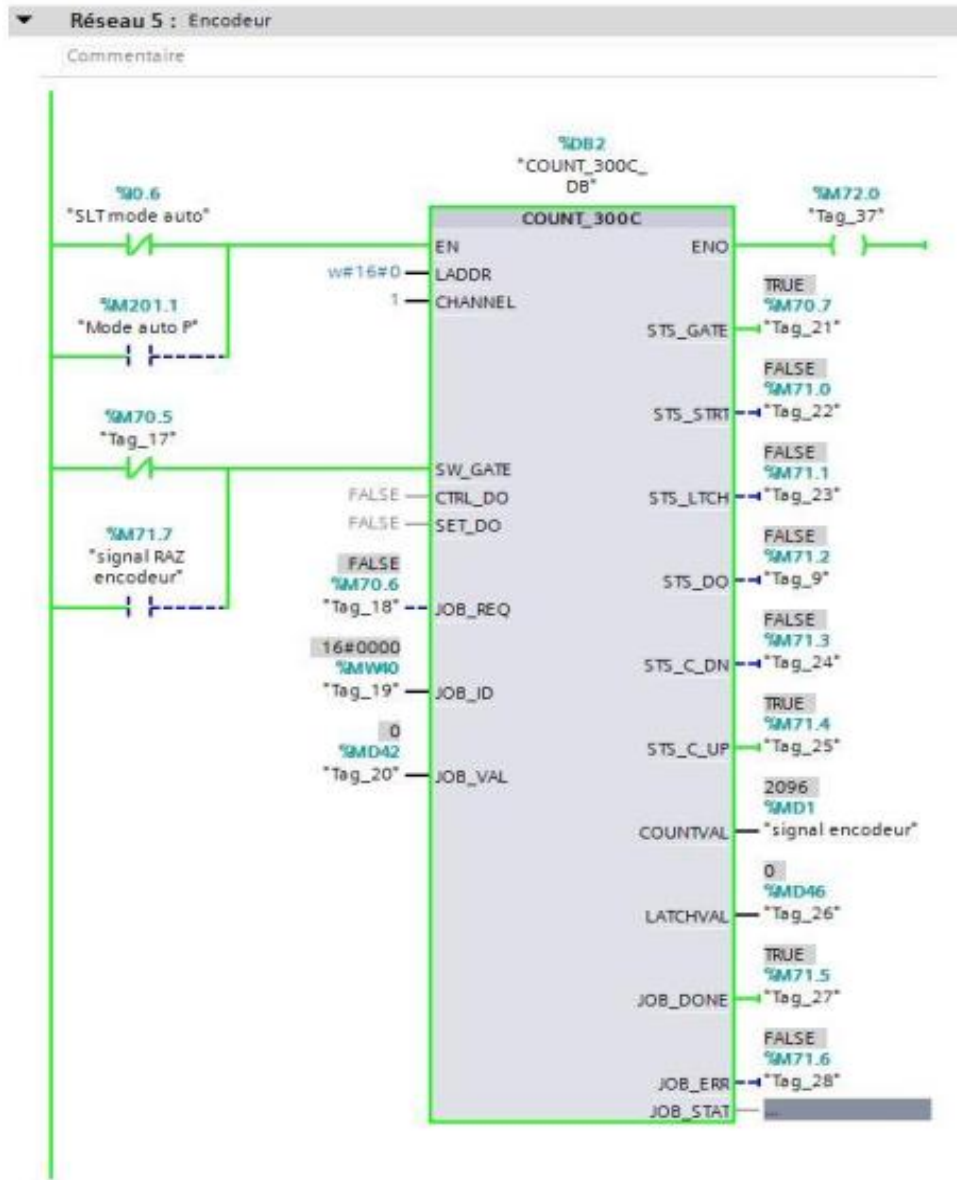 Réseau 5 : Encodeur
Commentaire
%DB2
"COUNT_300C_
DB"
%I0.6
"SLT mode auto"
%M72.0
"Tag_37"
COUNT_300C
EN
ENO
w#16#0
LADDR
1
CHANNEL
%M201.1
"Mode auto P"
TRUE
%M70.7
STS_GATE
"Tag_21"
FALSE
%M71.0
STS_STRT
"Tag_22"
%M70.5
"Tag_17"
SW_GATE
FALSE
%M71.1
STS_LTCH
"Tag_23"
FALSE
CTRL_DO
FALSE
SET_DO
%M71.7
"signal RAZ
encodeur"
FALSE
%M71.2
STS_DO
"Tag_9"
FALSE
%M70.6
"Tag_18"
JOB_REQ
FALSE
%M71.3
STS_C_DN
"Tag_24"
16#0000
%MW40
"Tag_19"
JOB_ID
TRUE
%M71.4
STS_C_UP
"Tag_25"
0
%MD42
"Tag_20"
JOB_VAL
2096
%MD1
COUNTVAL
"signal encodeur"
0
%MD46
LATCHVAL
"Tag_26"
TRUE
%M71.5
JOB_DONE
"Tag_27"
FALSE
%M71.6
JOB_ERR
"Tag_28"
JOB_STAT
...